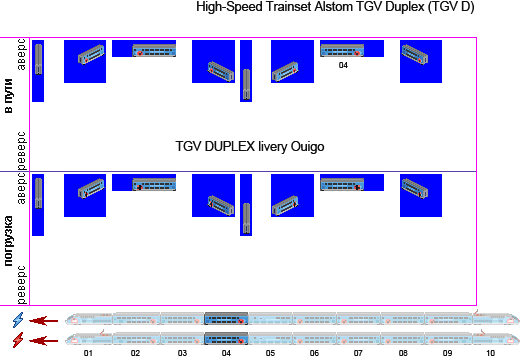 High-Speed Trainset Alstom TGV Duplex (TGV D)
аверс
в пути
04
реверс
TGV DUPLEX livery Ouigo
аверс
погрузка
реверс
01 02 03 04 05 06 07 08 09 10